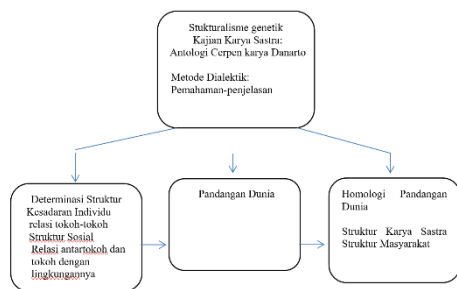 Stukturalisme genetik
Kajian Karya Sastra:
Antologi Cerpen karya Danarto
Metode Dialektik:
Pemahaman-penjelasan
Determinasi Struktur
Kesadaran Individu
relasi tokoh-tokoh
Struktur Sosial
Relasi antartokoh dan
tokoh dengan
lingkungannya
Pandangan Dunia
Homologi Pandangan
Dunia
Struktur Karya Sastra
Struktur Masyarakat